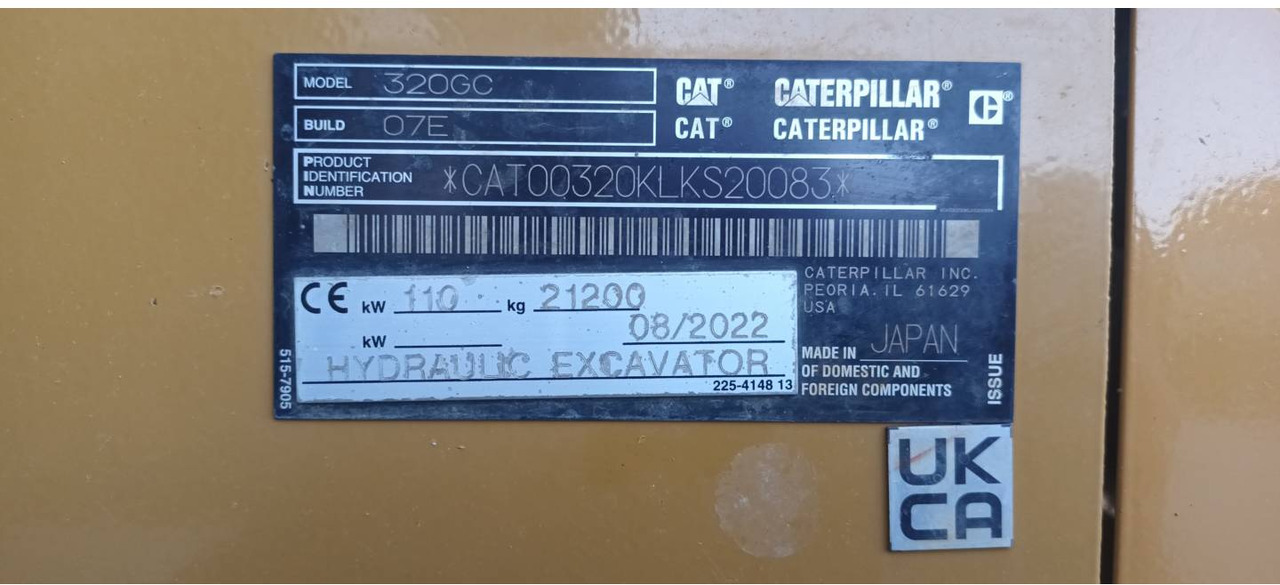 MODEL 320GC
BUILD 07E
CAT® CATERPILLAR® C®
CAT® CATERPILLAR®
PRODUCT
IDENTIFICATION
NUMBER
*CAT00320KLKS20083*
CE kW 110 kg 21200
kW 08/2022
HYDRAULIC EXCAVATOR
225-4148 13
515-7905
CATERPILLAR INC.
PEORIA. IL 61629
USA
MADE IN JAPAN
OF DOMESTIC AND
FOREIGN COMPONENTS
ISSUE
UK
CA